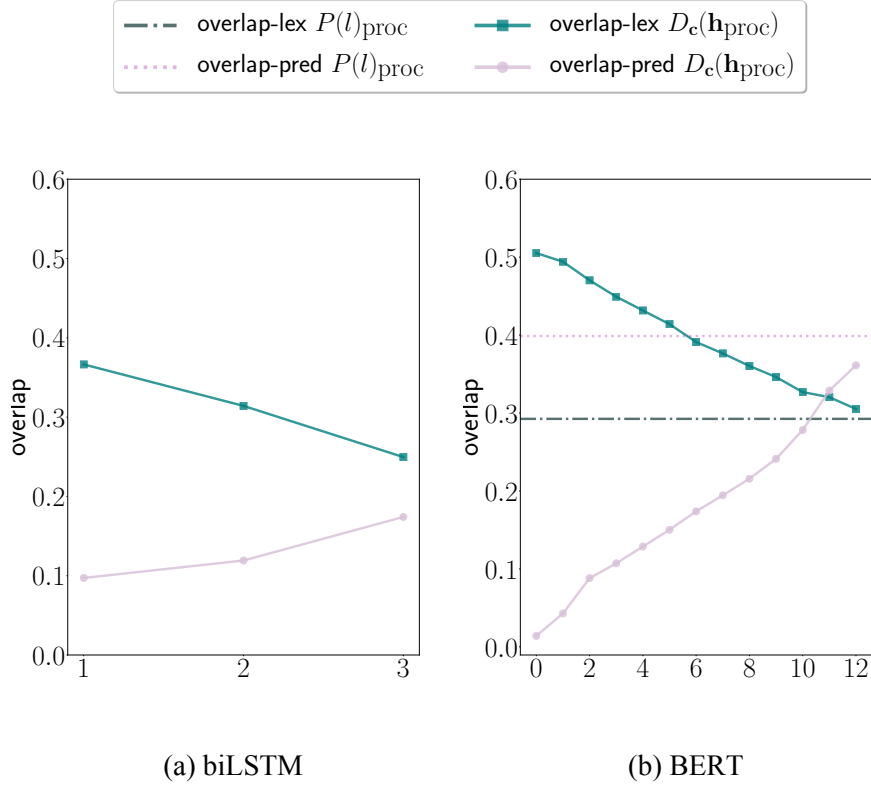 overlap-lex P(l)proc
overlap-lex Dc(hproc)
overlap-pred P(l)proc
overlap-pred Dc(hproc)
0.6
0.5
0.4
0.3
0.2
0.1
0.0
overlap
1 2 3
(a) biLSTM
0.6
0.5
0.4
0.3
0.2
0.1
0.0
overlap
0 2 4 6 8 10 12
(b) BERT